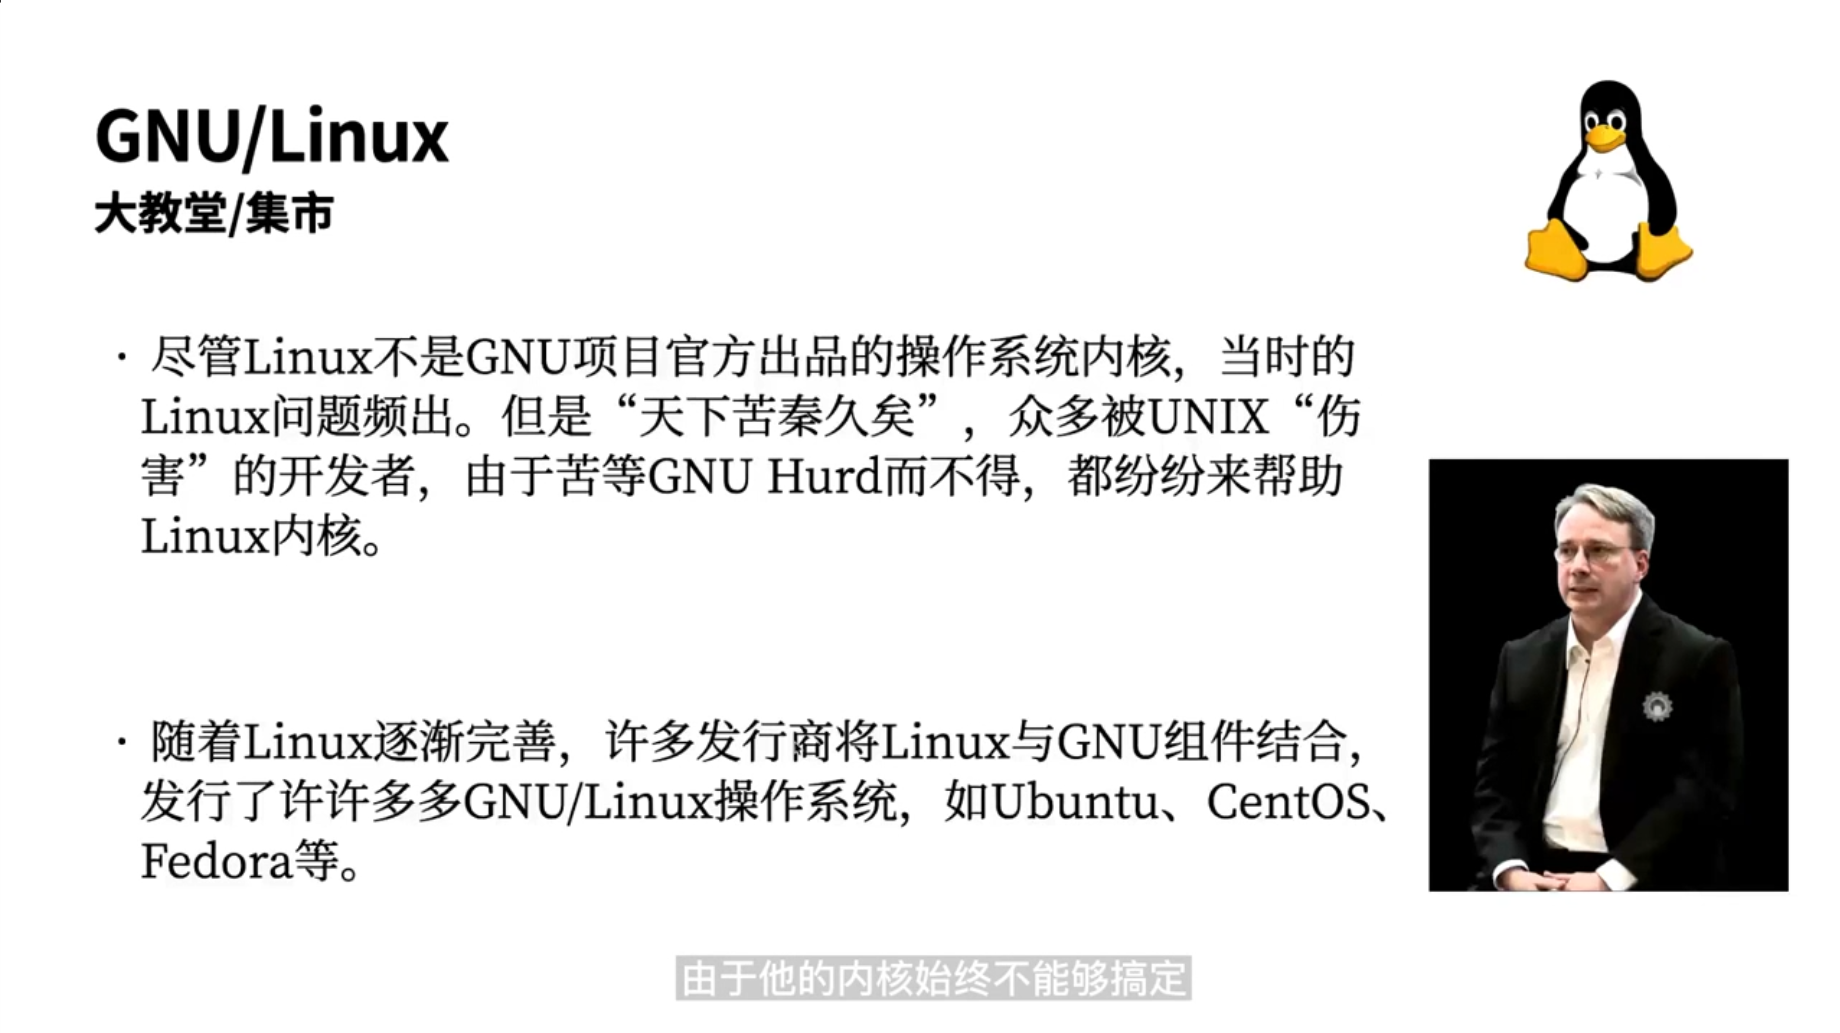 GNU/Linux
大教堂/集市
· 尽管Linux不是GNU项目官方出品的操作系统内核，当时的
Linux问题频出。但是“天下苦秦久矣”，众多被UNIX“伤
害”的开发者，由于苦等GNU Hurd而不得，都纷纷来帮助
Linux内核。
· 随着Linux逐渐完善，许多发行商将Linux与GNU组件结合，
发行了许许多多GNU/Linux操作系统，如Ubuntu、CentOS、
Fedora等。
由于他的内核始终不能够搞定